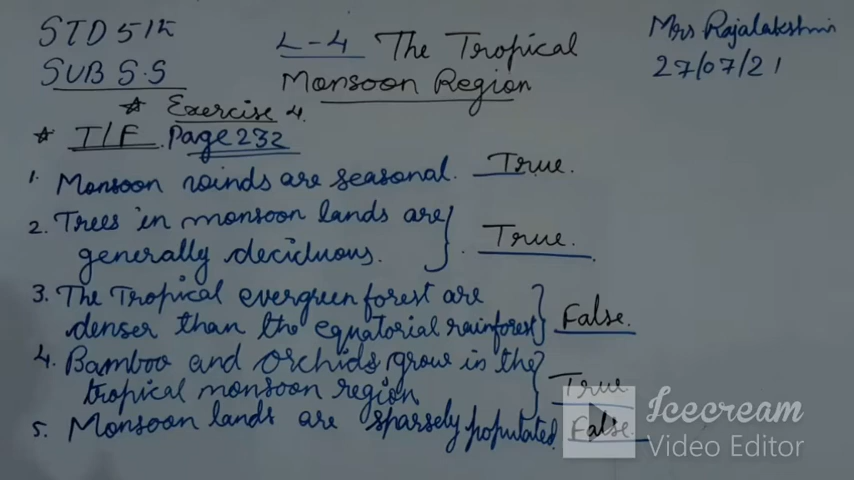 STD 5th
SUB S.S
L-4 The Tropical
Monsoon Region
Mrs Rajalakshmi
27/07/21
* Exercise 4.
* T/F. Page 232
1. Monsoon winds are seasonal. True.
2. Trees in monsoon lands are
generally deciduous. True.
3. The Tropical evergreen forest are
denser than the equatorial rainforest False.
4. Bamboo and orchids grow in the
tropical monsoon region True
5. Monsoon lands are sparsely populated. False.
Icecream
Video Editor